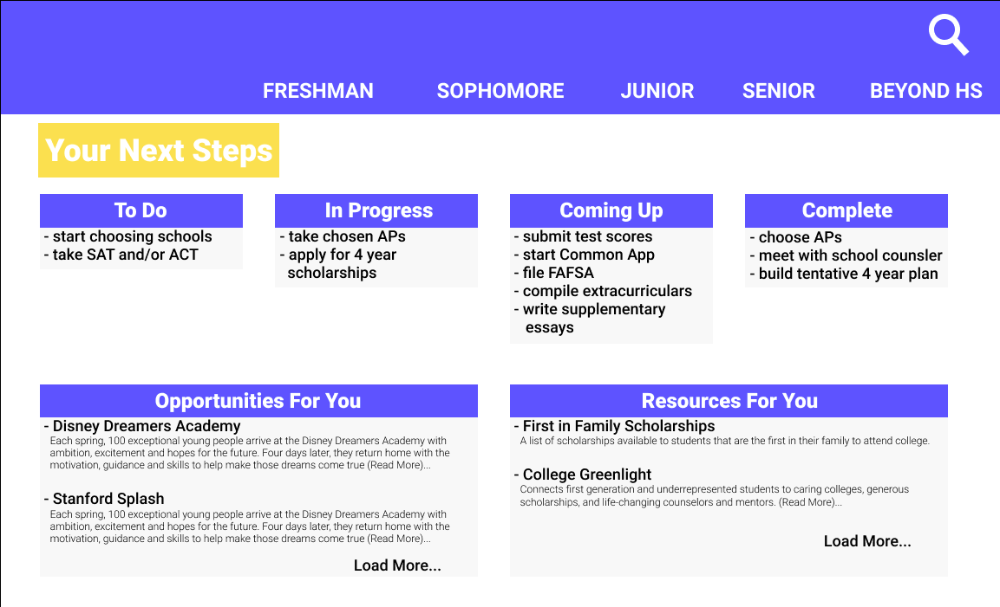 FRESHMAN SOPHOMORE JUNIOR SENIOR BEYOND HS
Your Next Steps
To Do
- start choosing schools
- take SAT and/or ACT
In Progress
- take chosen APs
- apply for 4 year
scholarships
Coming Up
- submit test scores
- start Common App
- file FAFSA
- compile extracurriculars
- write supplementary
essays
Complete
- choose APs
- meet with school counsler
- build tentative 4 year plan
Opportunities For You
- Disney Dreamers Academy
Each spring, 100 exceptional young people arrive at the Disney Dreamers Academy with
ambition, excitement and hopes for the future. Four days later, they return home with the
motivation, guidance and skills to help make those dreams come true (Read More)...
- Stanford Splash
Each spring, 100 exceptional young people arrive at the Disney Dreamers Academy with
ambition, excitement and hopes for the future. Four days later, they return home with the
motivation, guidance and skills to help make those dreams come true (Read More)...
Load More...
Resources For You
- First in Family Scholarships
A list of scholarships available to students that are the first in their family to attend college.
- College Greenlight
Connects first generation and underrepresented students to caring colleges, generous
scholarships, and life-changing counselors and mentors. (Read More)...
Load More...